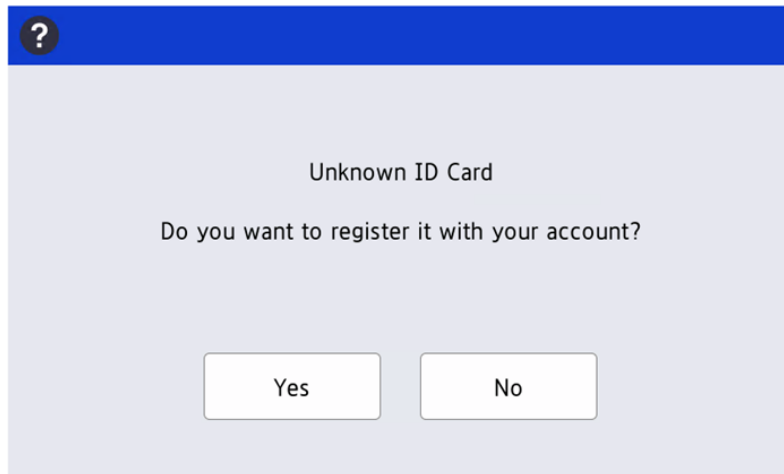 ?
Unknown ID Card
Do you want to register it with your account?
Yes
No